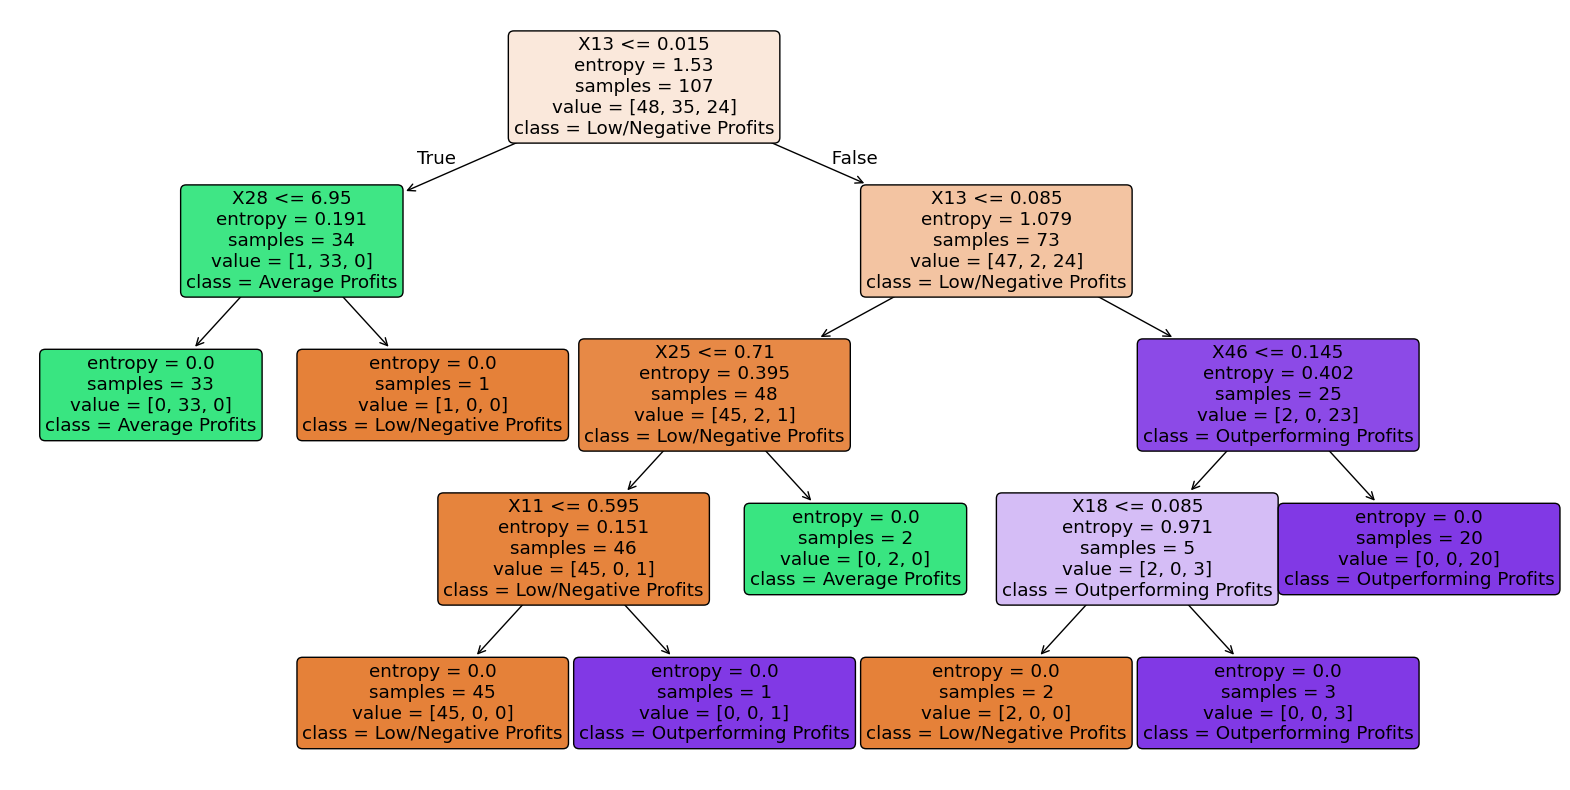 X13 <= 0.015
entropy = 1.53
samples = 107
value = [48, 35, 24]
class = Low/Negative Profits
True
False
X28 <= 6.95
entropy = 0.191
samples = 34
value = [1, 33, 0]
class = Average Profits
X13 <= 0.085
entropy = 1.079
samples = 73
value = [47, 2, 24]
class = Low/Negative Profits
entropy = 0.0
samples = 33
value = [0, 33, 0]
class = Average Profits
entropy = 0.0
samples = 1
value = [1, 0, 0]
class = Low/Negative Profits
X25 <= 0.71
entropy = 0.395
samples = 48
value = [45, 2, 1]
class = Low/Negative Profits
X46 <= 0.145
entropy = 0.402
samples = 25
value = [2, 0, 23]
class = Outperforming Profits
X11 <= 0.595
entropy = 0.151
samples = 46
value = [45, 0, 1]
class = Low/Negative Profits
entropy = 0.0
samples = 2
value = [0, 2, 0]
class = Average Profits
X18 <= 0.085
entropy = 0.971
samples = 5
value = [2, 0, 3]
class = Outperforming Profits
entropy = 0.0
samples = 20
value = [0, 0, 20]
class = Outperforming Profits
entropy = 0.0
samples = 45
value = [45, 0, 0]
class = Low/Negative Profits
entropy = 0.0
samples = 1
value = [0, 0, 1]
class = Outperforming Profits
entropy = 0.0
samples = 2
value = [2, 0, 0]
class = Low/Negative Profits
entropy = 0.0
samples = 3
value = [0, 0, 3]
class = Outperforming Profits